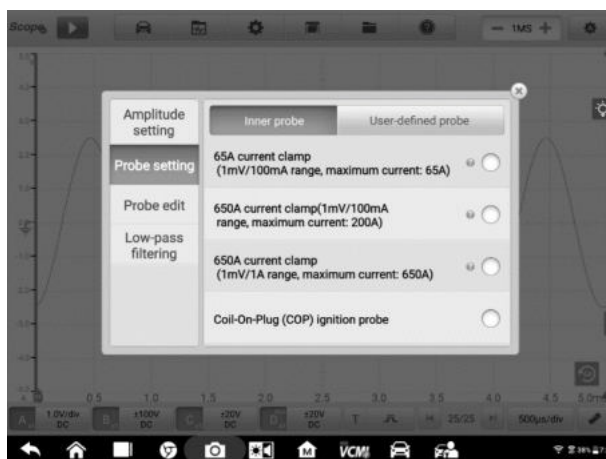 Scope
1MS
Amplitude setting
Probe setting
Probe edit
Low-pass filtering
Inner probe
User-defined probe
65A current clamp
(1mV/100mA range, maximum current: 65A)
650A current clamp(1mV/100mA
range, maximum current: 200A)
650A current clamp
(1mV/1A range, maximum current: 650A)
Coil-On-Plug (COP) ignition probe
0.5
1.0
1.5
2.0
2.5
3.0
3.5
4.0
4.5
5.0ms
A
1.0V/div
DC
B
±100V
DC
C
±20V
DC
D
±20V
DC
T
25/25
500μs/div
M
VCMI
38%